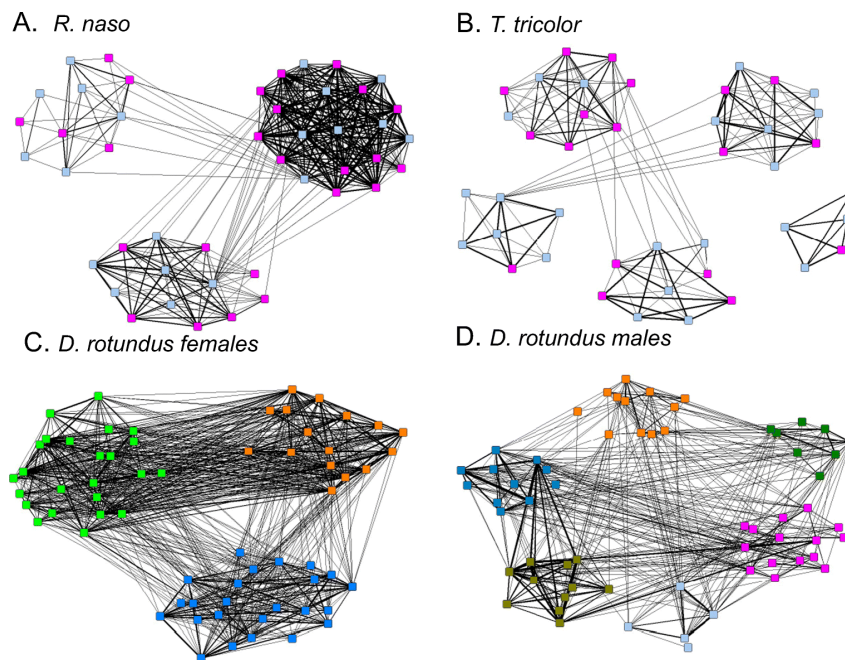 A. R. naso
B. T. tricolor
C. D. rotundus females
D. D. rotundus males